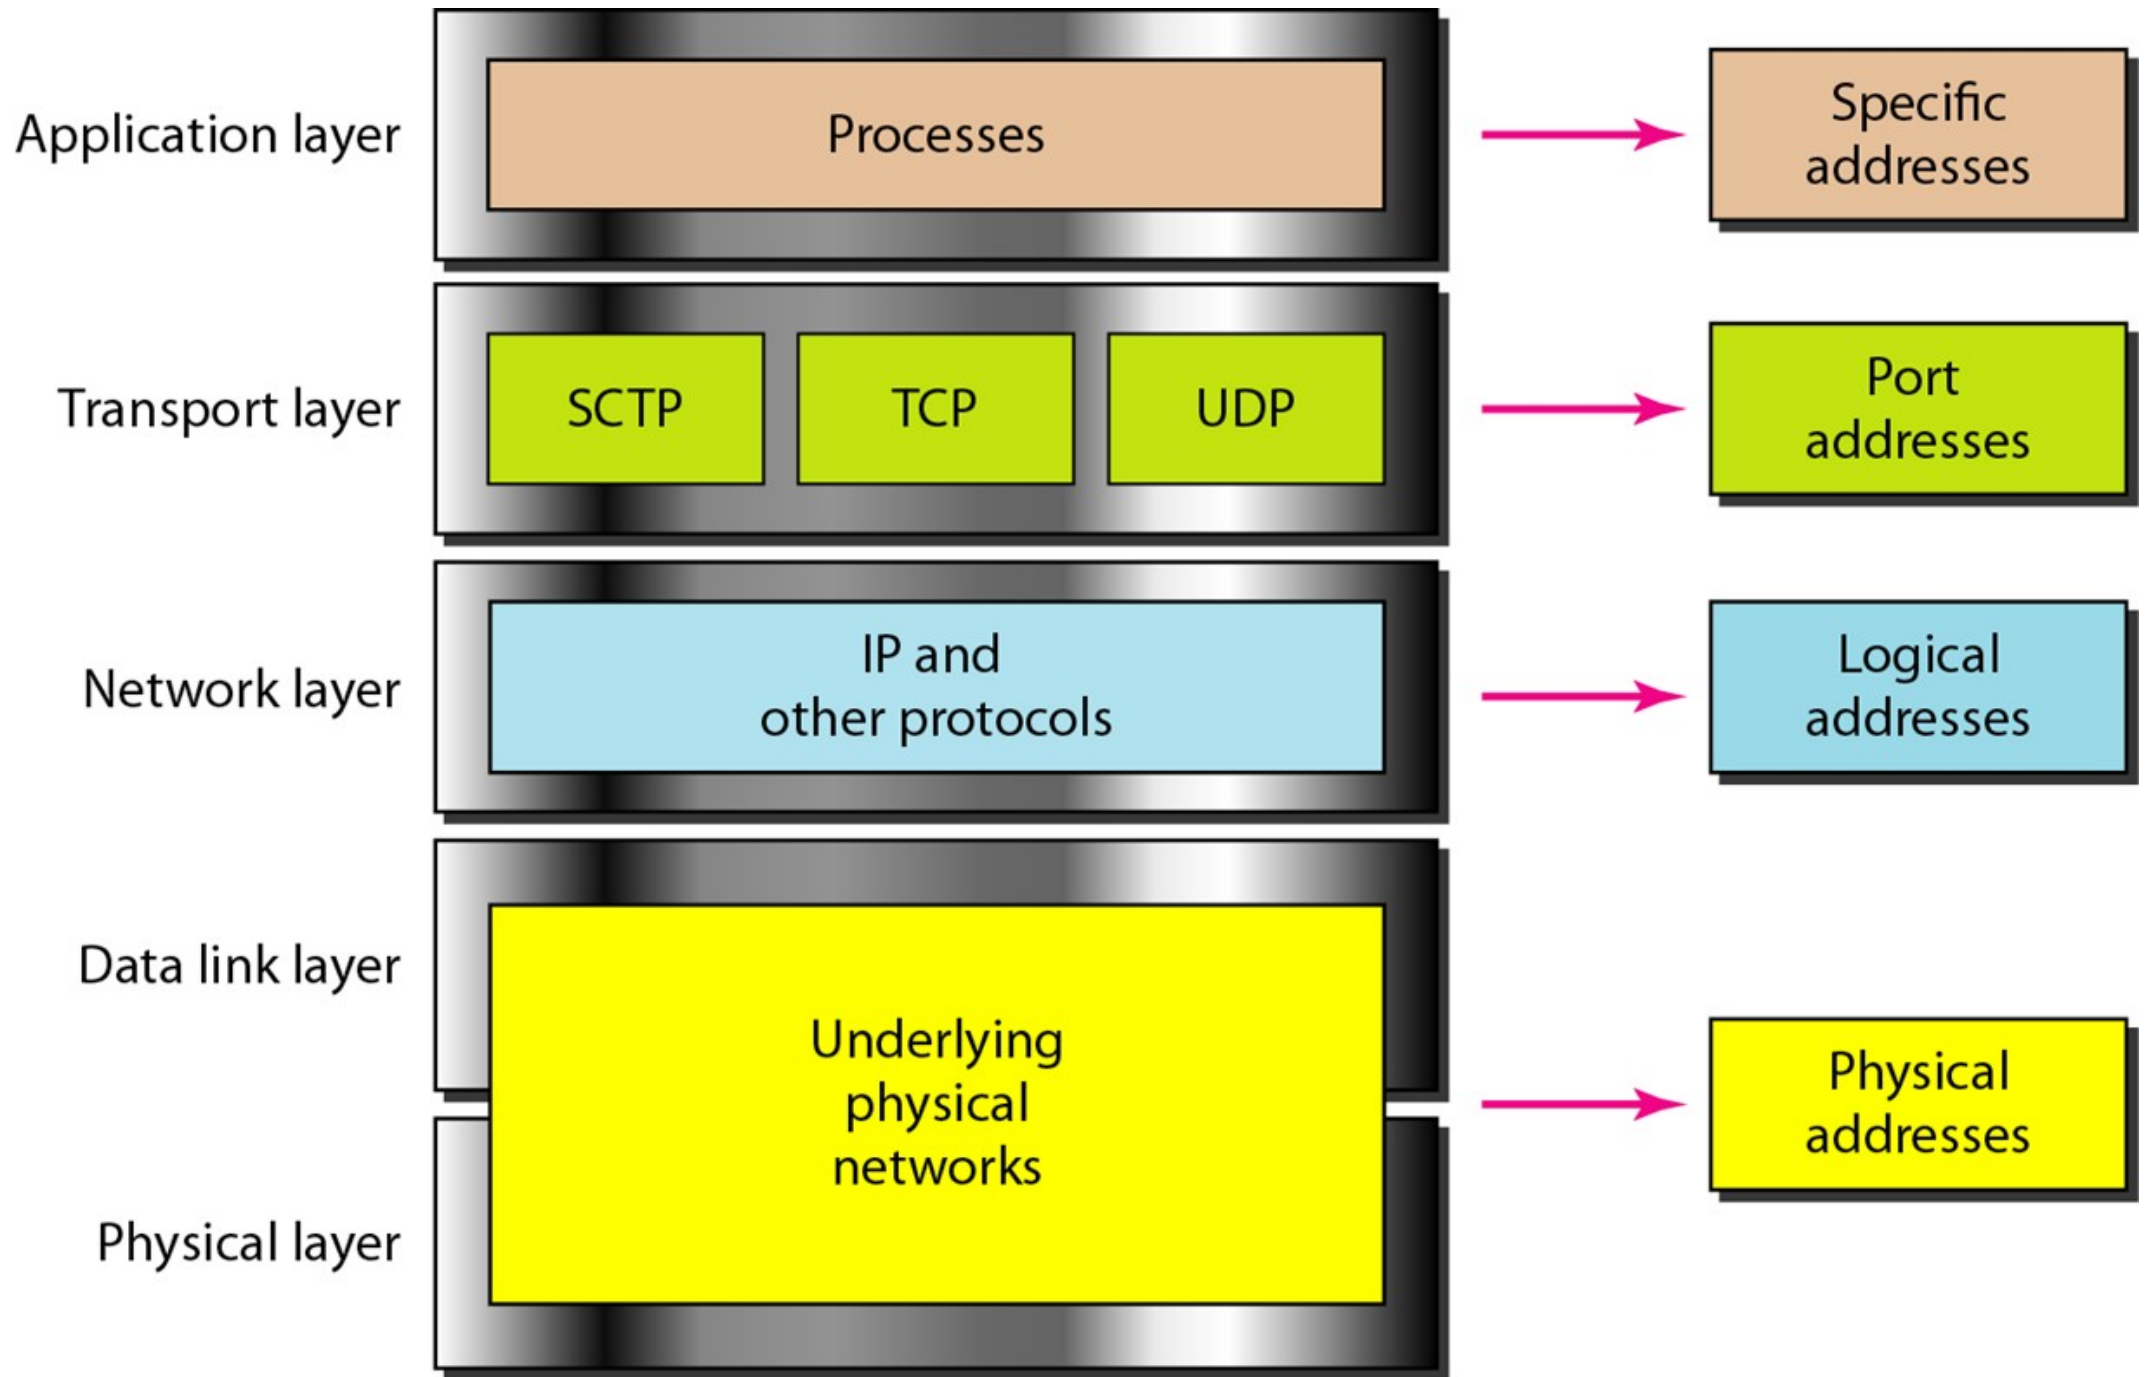 Application layer
Processes
Specific
addresses
Transport layer
SCTP
TCP
UDP
Port
addresses
Network layer
IP and
other protocols
Logical
addresses
Data link layer
Underlying
physical
networks
Physical
addresses
Physical layer